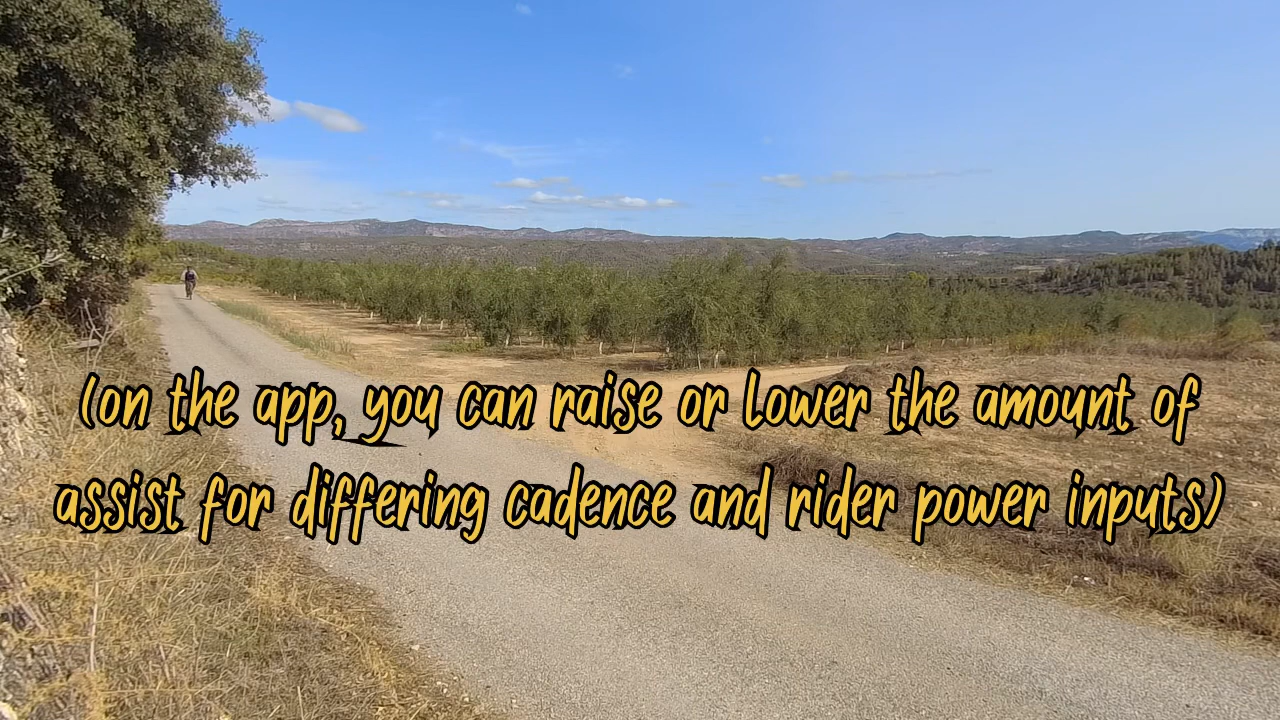 (on the app, you can raise or lower the amount of
assist for differing cadence and rider power inputs)